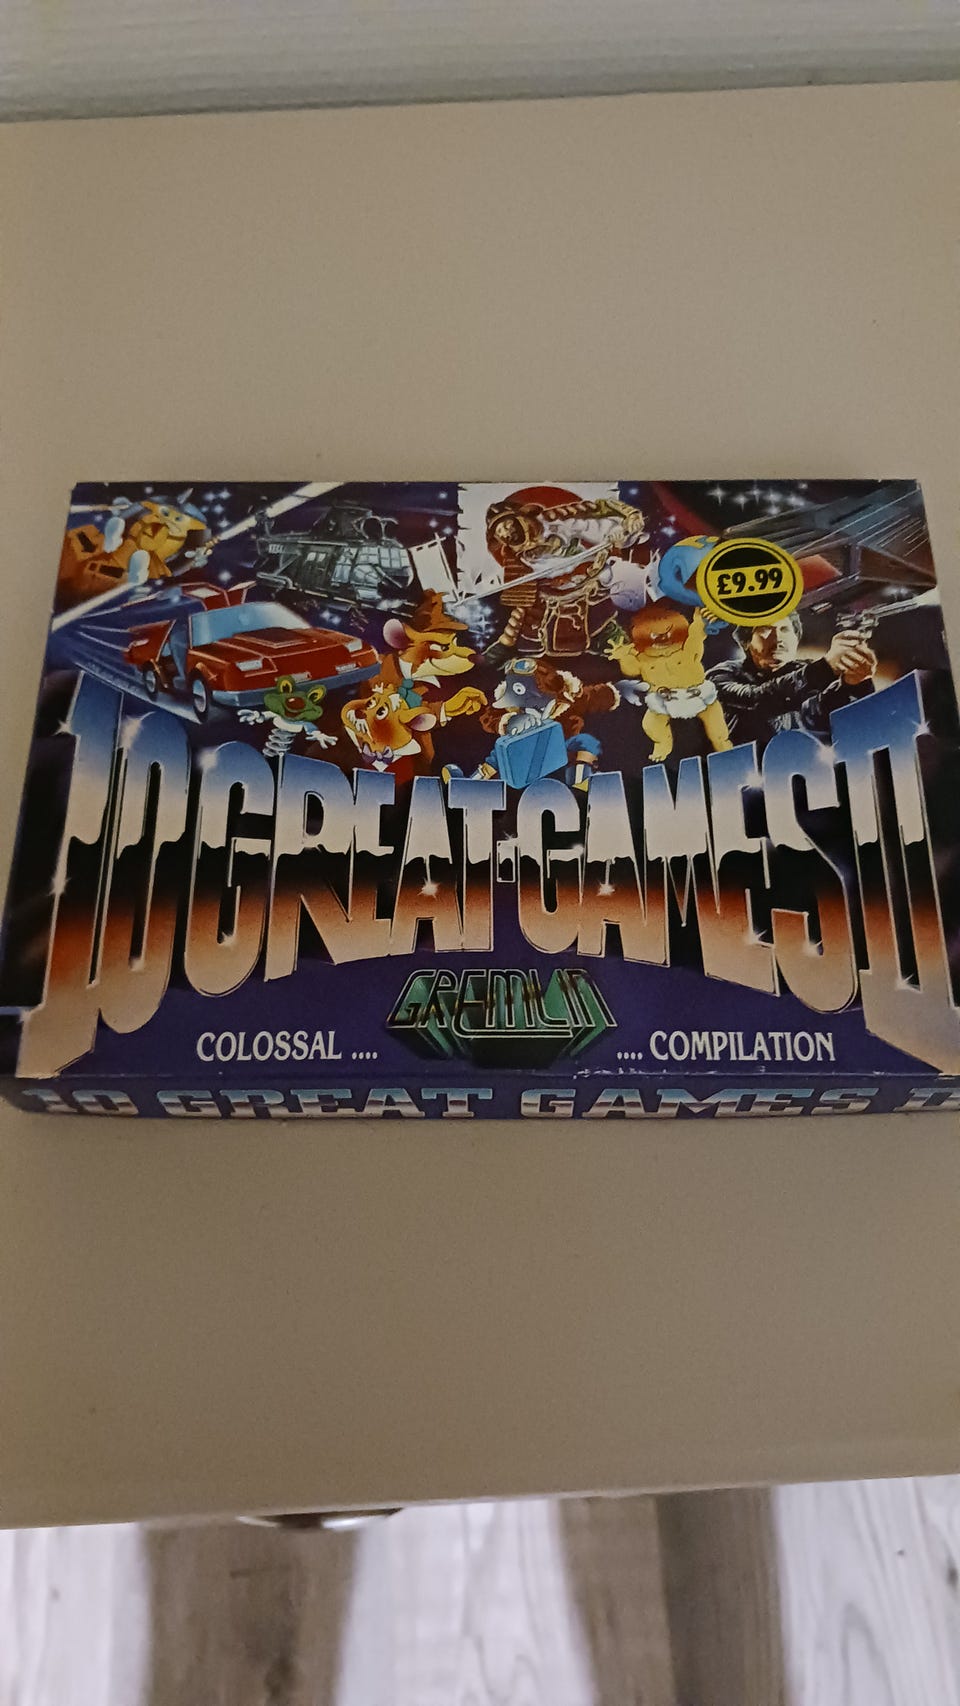 £9.99
10 GREAT GAMES II
GREMLIN
COLOSSAL .... .... COMPILATION
10 GREAT GAMES II